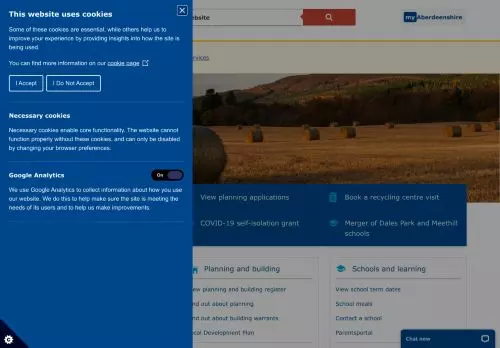 This website uses cookies
Some of these cookies are essential, while others help us to
improve your experience by providing insights into how the site is
being used.
You can find more information on our cookie page
I Accept
I Do Not Accept
Necessary cookies
Necessary cookies enable core functionality. The website cannot
function properly without these cookies, and can only be disabled
by changing your browser preferences.
Google Analytics
On
We use Google Analytics to collect information about how you use
our website. We do this to help make sure the site is meeting the
needs of its users and to help us make improvements.
ebsite
myAberdeenshire
rvices
View planning applications
Book a recycling centre visit
COVID-19 self-isolation grant
Merger of Dales Park and Meethill
schools
Planning and building
ew planning and building register
nd out about planning
nd out about building warrants
ocal Development Plan
Schools and learning
View school term dates
School meals
Contact a school
Parentsportal
Chat now